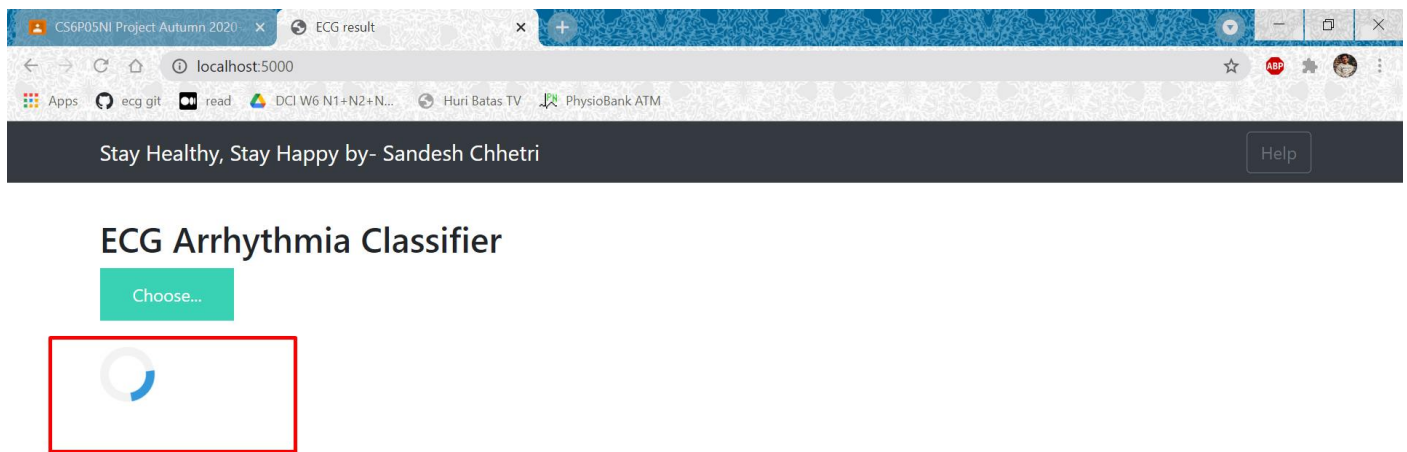 CS6P05NI Project Autumn 2020
ECG result
localhost:5000
ABP
Apps ecg git read DCI W6 N1+N2+N... Huri Batas TV PhysioBank ATM
Stay Healthy, Stay Happy by- Sandesh Chhetri
Help
ECG Arrhythmia Classifier
Choose...